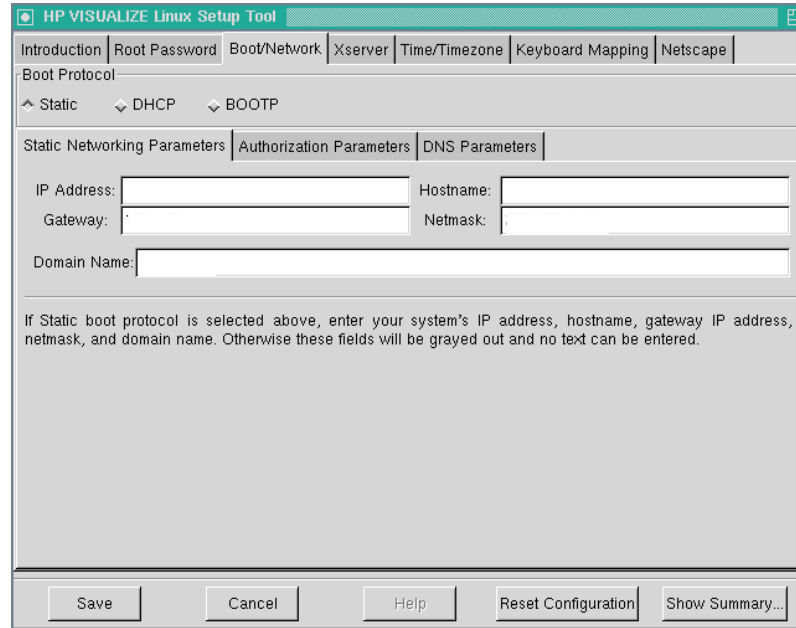 HP VISUALIZE Linux Setup Tool
Introduction Root Password Boot/Network Xserver Time/Timezone Keyboard Mapping Netscape
Boot Protocol
Static DHCP BOOTP
Static Networking Parameters Authorization Parameters DNS Parameters
IP Address: Hostname:
Gateway: Netmask:
Domain Name:
If Static boot protocol is selected above, enter your system's IP address, hostname, gateway IP address,
netmask, and domain name. Otherwise these fields will be grayed out and no text can be entered.
Save Cancel Help Reset Configuration Show Summary...